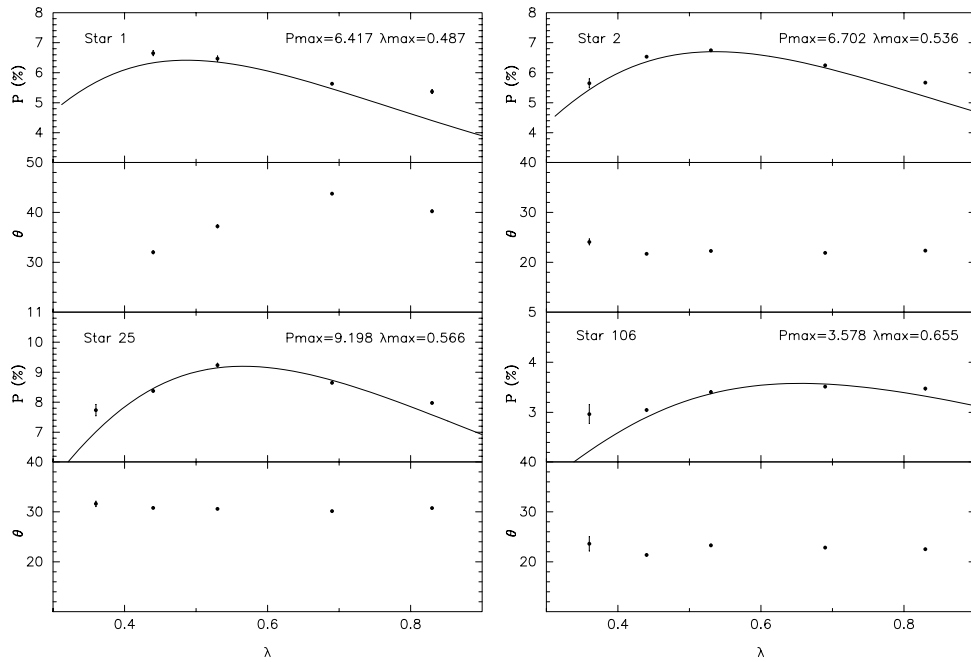 8
Star 1
Pmax=6.417 λmax=0.487
7
6
P (%)
5
4
50
40
θ
30
11
Star 25
Pmax=9.198 λmax=0.566
10
9
P (%)
8
7
40
30
θ
20
0.4
0.6
0.8
λ
8
Star 2
Pmax=6.702 λmax=0.536
7
6
P (%)
5
4
40
30
θ
20
5
Star 106
Pmax=3.578 λmax=0.655
4
P (%)
3
40
30
θ
20
0.4
0.6
0.8
λ